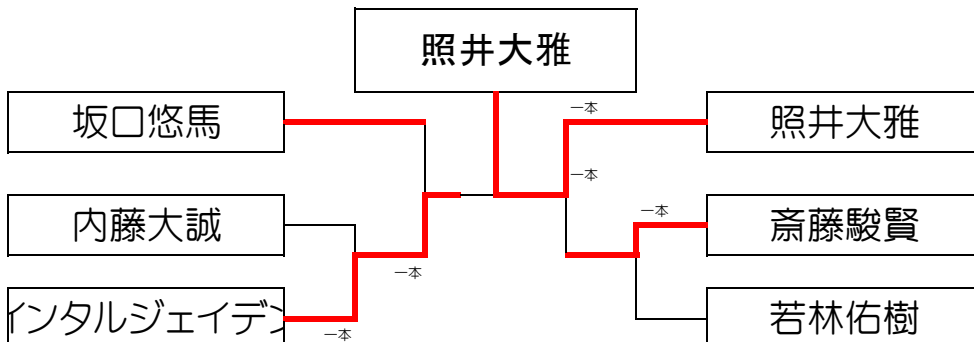 照井大雅
坂口悠馬
一本
照井大雅
一本
内藤大誠
一本
斎藤駿賢
一本
インタルジェイデン
一本
若林佑樹